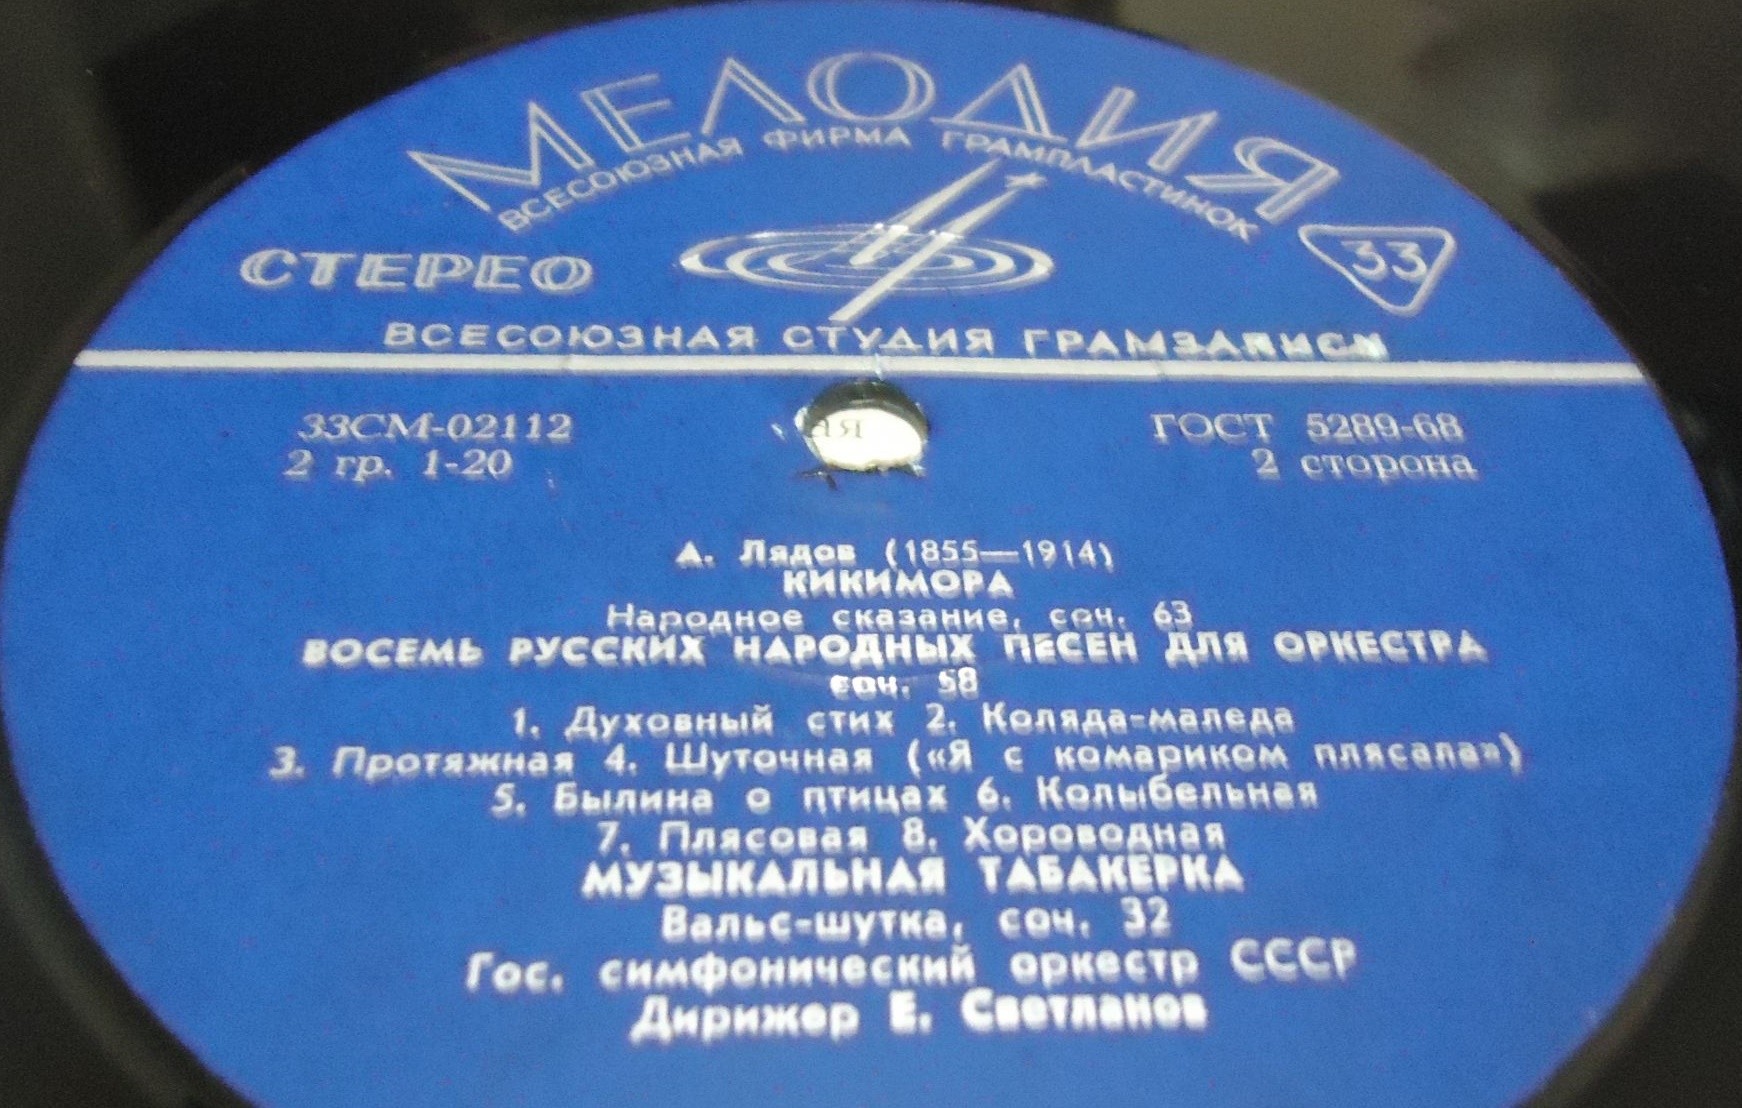 МЕЛОДИЯ
ВСЕСОЮЗНАЯ ФИРМА ГРАМПЛАСТИНОК
СТЕРЕО
33
ВСЕСОЮЗНАЯ СТУДИЯ ГРАМЗАПИСИ
33СМ-02112
ГОСТ 5289-68
2 гр. 1-20
2 сторона
ая
А. Лядов (1855—1914)
КИКИМОРА
Народное сказание, соч. 63
ВОСЕМЬ РУССКИХ НАРОДНЫХ ПЕСЕН ДЛЯ ОРКЕСТРА
соч. 58
1. Духовный стих 2. Коляда-маледа
3. Протяжная 4. Шуточная («Я с комариком плясала»)
5. Былина о птицах 6. Колыбельная
7. Плясовая 8. Хороводная
МУЗЫКАЛЬНАЯ ТАБАКЕРКА
Вальс-шутка, соч. 32
Гос. симфонический оркестр СССР
Дирижер Е. Светланов